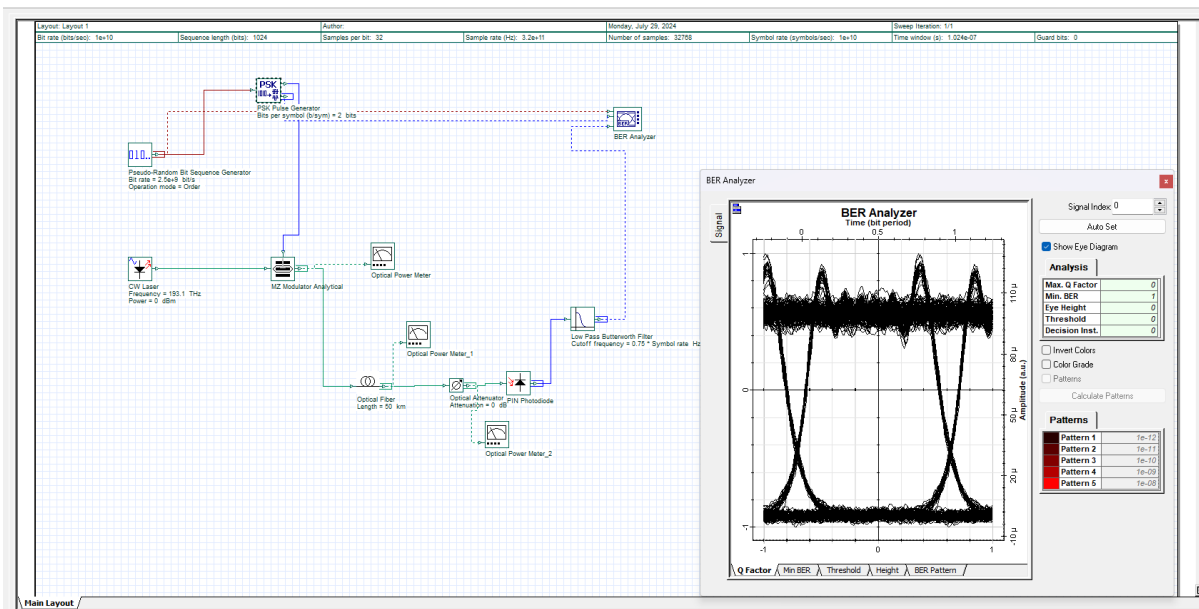 Layout: Layout 1
Author:
Monday, July 29, 2024
Sweep Iteration: 1/1
Bit rate (bits/sec): 1e+10
Sequence length (bits): 1024
Samples per bit: 32
Sample rate (Hz): 3.2e+11
Number of samples: 32768
Symbol rate (symbols/sec): 1e+10
Time window (s): 1.024e-07
Guard bits: 0
PSK
PSK Pulse Generator
Bits per symbol (b/sym) = 2 bits
BER Analyzer
010..
Pseudo-Random Bit Sequence Generator
Bit rate = 2.5e+9 bit/s
Operation mode = Order
CW Laser
Frequency = 193.1 THz
Power = 0 dBm
MZ Modulator Analytical
Optical Power Meter
Optical Power Meter_1
Low Pass Butterworth Filter
Cutoff frequency = 0.75 * Symbol rate Hz
Optical Fiber
Length = 50 km
Optical Attenuator
Attenuation = 0 dB
PIN Photodiode
Optical Power Meter_2
Main Layout
BER Analyzer
x
Signal
BER Analyzer
Time (bit period)
0 0.5 1
1
0
-1
110 µ
80 µ
50 µ
20 µ
-10 µ
Amplitude (a.u.)
-1 0 1
Q Factor Min BER Threshold Height BER Pattern
Signal Index: 0
Auto Set
Show Eye Diagram
Analysis
Max. Q Factor 0
Min. BER 1
Eye Height 0
Threshold 0
Decision Inst. 0
Invert Colors
Color Grade
Patterns
Calculate Patterns
Patterns
Pattern 1 1e-12
Pattern 2 1e-11
Pattern 3 1e-10
Pattern 4 1e-09
Pattern 5 1e-08